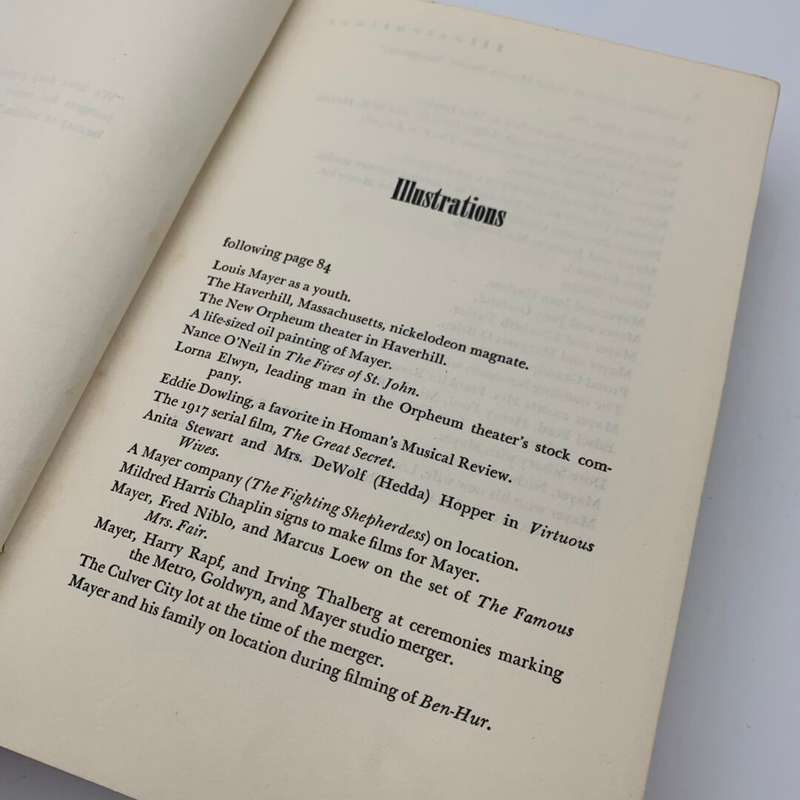 Illustrations
following page 84
Louis Mayer as a youth.
The Haverhill, Massachusetts, nickelodeon magnate.
The New Orpheum theater in Haverhill.
A life-sized oil painting of Mayer.
Nance O'Neil in The Fires of St. John.
Lorna Elwyn, leading man in the Orpheum theater's stock com-
pany.
Eddie Dowling, a favorite in Homan's Musical Review.
The 1917 serial film, The Great Secret.
Anita Stewart and Mrs. DeWolf (Hedda) Hopper in Virtuous
Wives.
A Mayer company (The Fighting Shepherdess) on location.
Mildred Harris Chaplin signs to make films for Mayer.
Mayer, Fred Niblo, and Marcus Loew on the set of The Famous
Mrs. Fair.
Mayer, Harry Rapf, and Irving Thalberg at ceremonies marking
the Metro, Goldwyn, and Mayer studio merger.
The Culver City lot at the time of the merger.
Mayer and his family on location during filming of Ben-Hur.